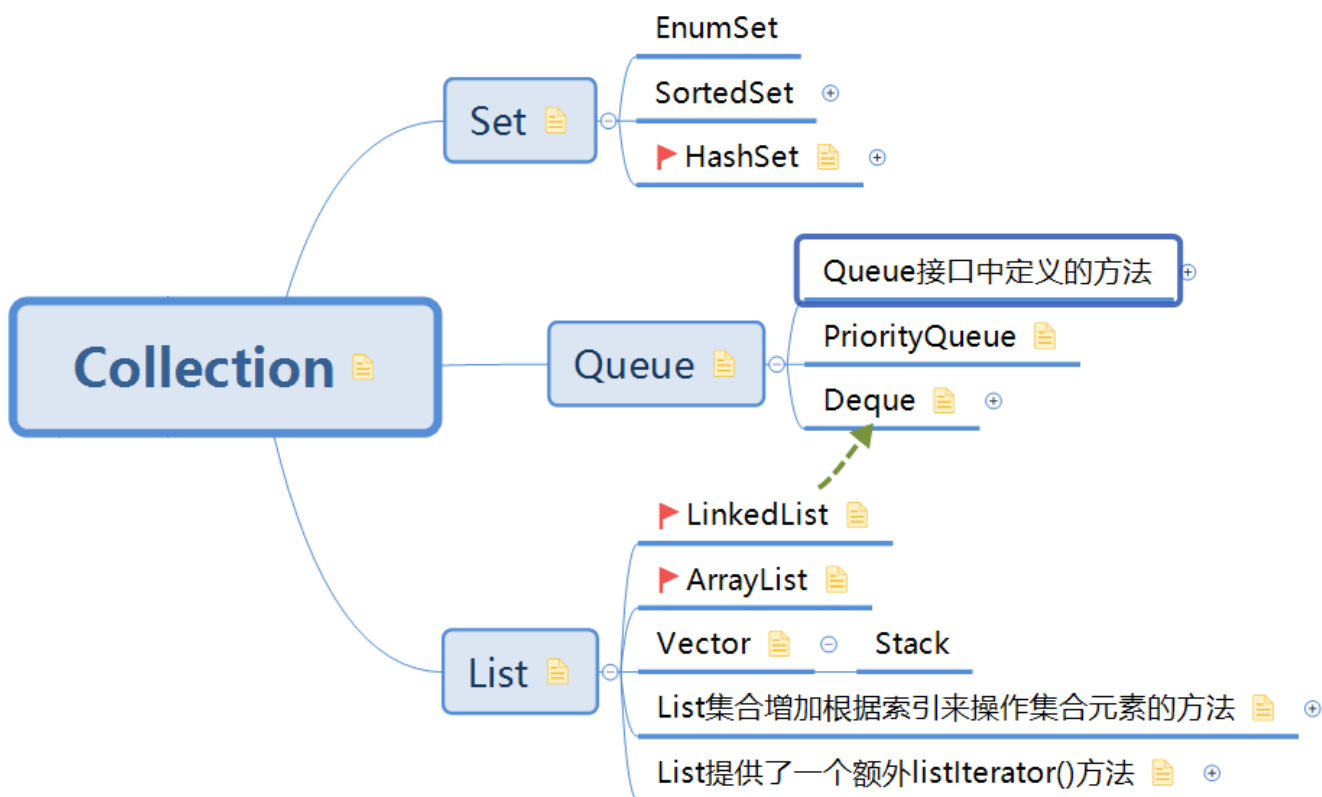 EnumSet
SortedSet
Set
HashSet
Queue接口中定义的方法
PriorityQueue
Collection
Queue
Deque
LinkedList
ArrayList
Vector
Stack
List
List集合增加根据索引来操作集合元素的方法
List提供了一个额外listIterator()方法